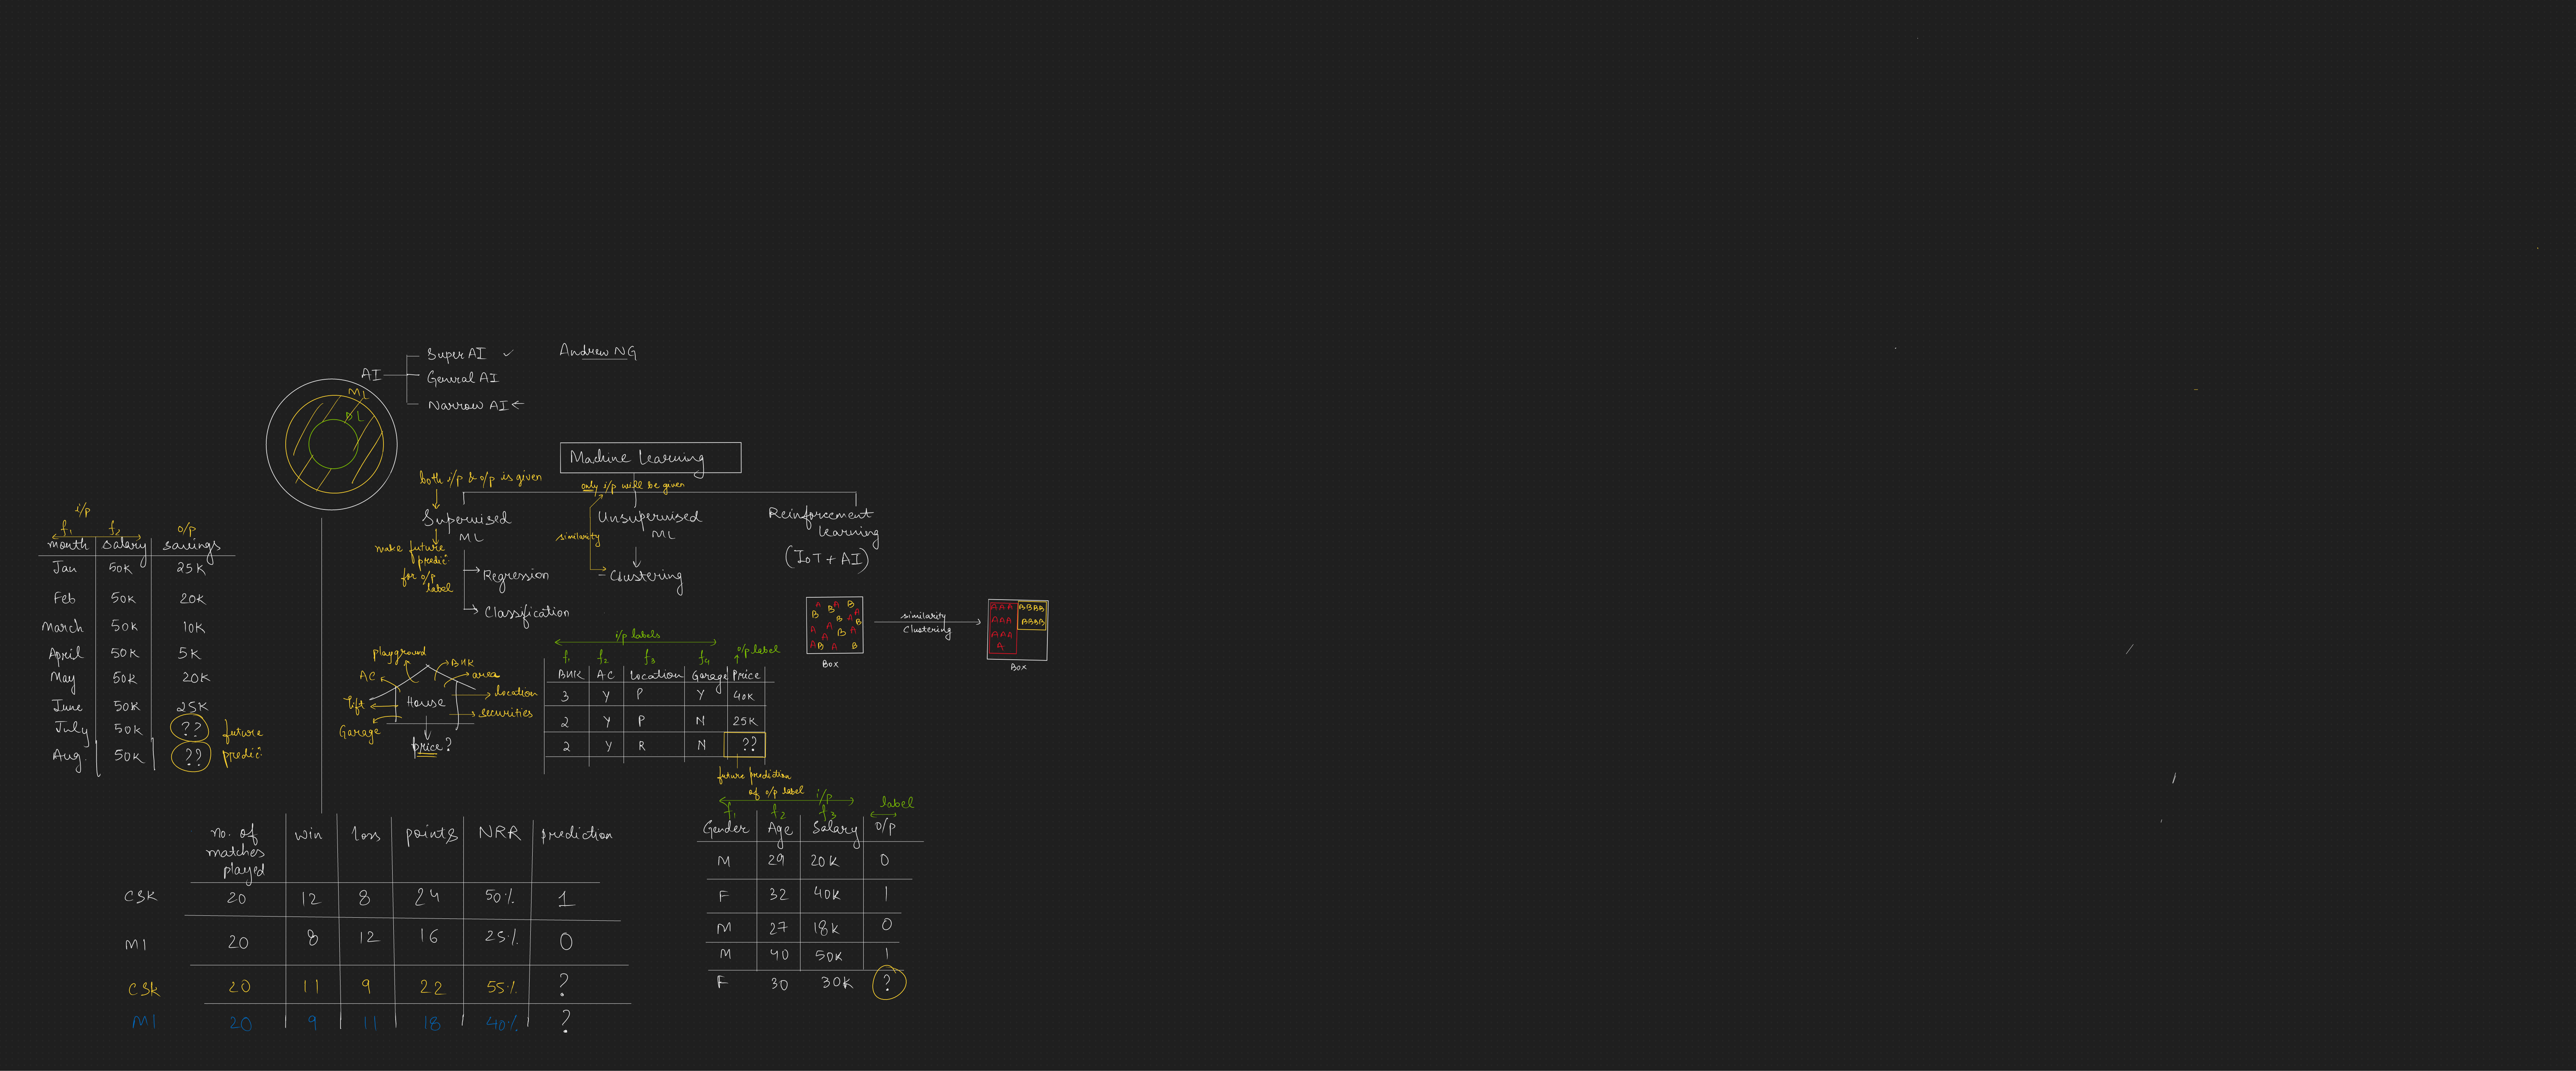 Super AI
Andrew NG
AI
General AI
Narrow AI
ML
DL
Machine Learning
both i/p & o/p is given
only i/p will be given
Supervised
ML
Unsupervised
ML
Reinforcement
Learning
(IoT + AI)
similarity
make future
predic.
for o/p
label
Regression
Clustering
Classification
i/p
f1 f2 o/p
month salary savings
Jan 50K 25K
Feb 50K 20K
March 50K 10K
April 50K 5K
May 50K 20K
June 50K 25K
July 50K ??
Aug. 50K ??
future
predic.
playground
BHK
AC
area
lift
House
location
securities
Garage
price?
i/p labels
f1 f2 f3 f4 o/p label
BHK AC Location Garage Price
3 Y P Y 40K
2 Y P N 25K
2 Y R N ??
future prediction
of o/p label
A A B
B B A
A B B
A A B A
A B A B
Box
similarity
Clustering
AAA BBBB
AAA BBBB
AAA
A
Box
no. of
matches
played
win loss points NRR prediction
CSK 20 12 8 24 50% 1
MI 20 8 12 16 25% 0
CSK 20 11 9 22 55% ?
MI 20 9 11 18 40% ?
i/p
label
f1 f2 f3
Gender Age Salary o/p
M 29 20K 0
F 32 40K 1
M 27 18K 0
M 40 50K 1
F 30 30K ?